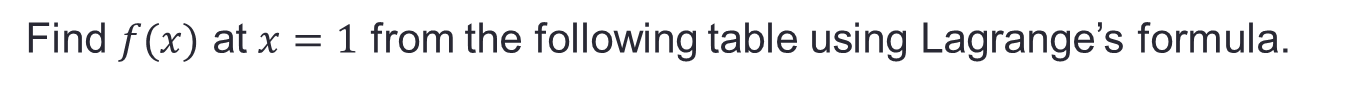 Find f(x) at x = 1 from the following table using Lagrange’s formula.